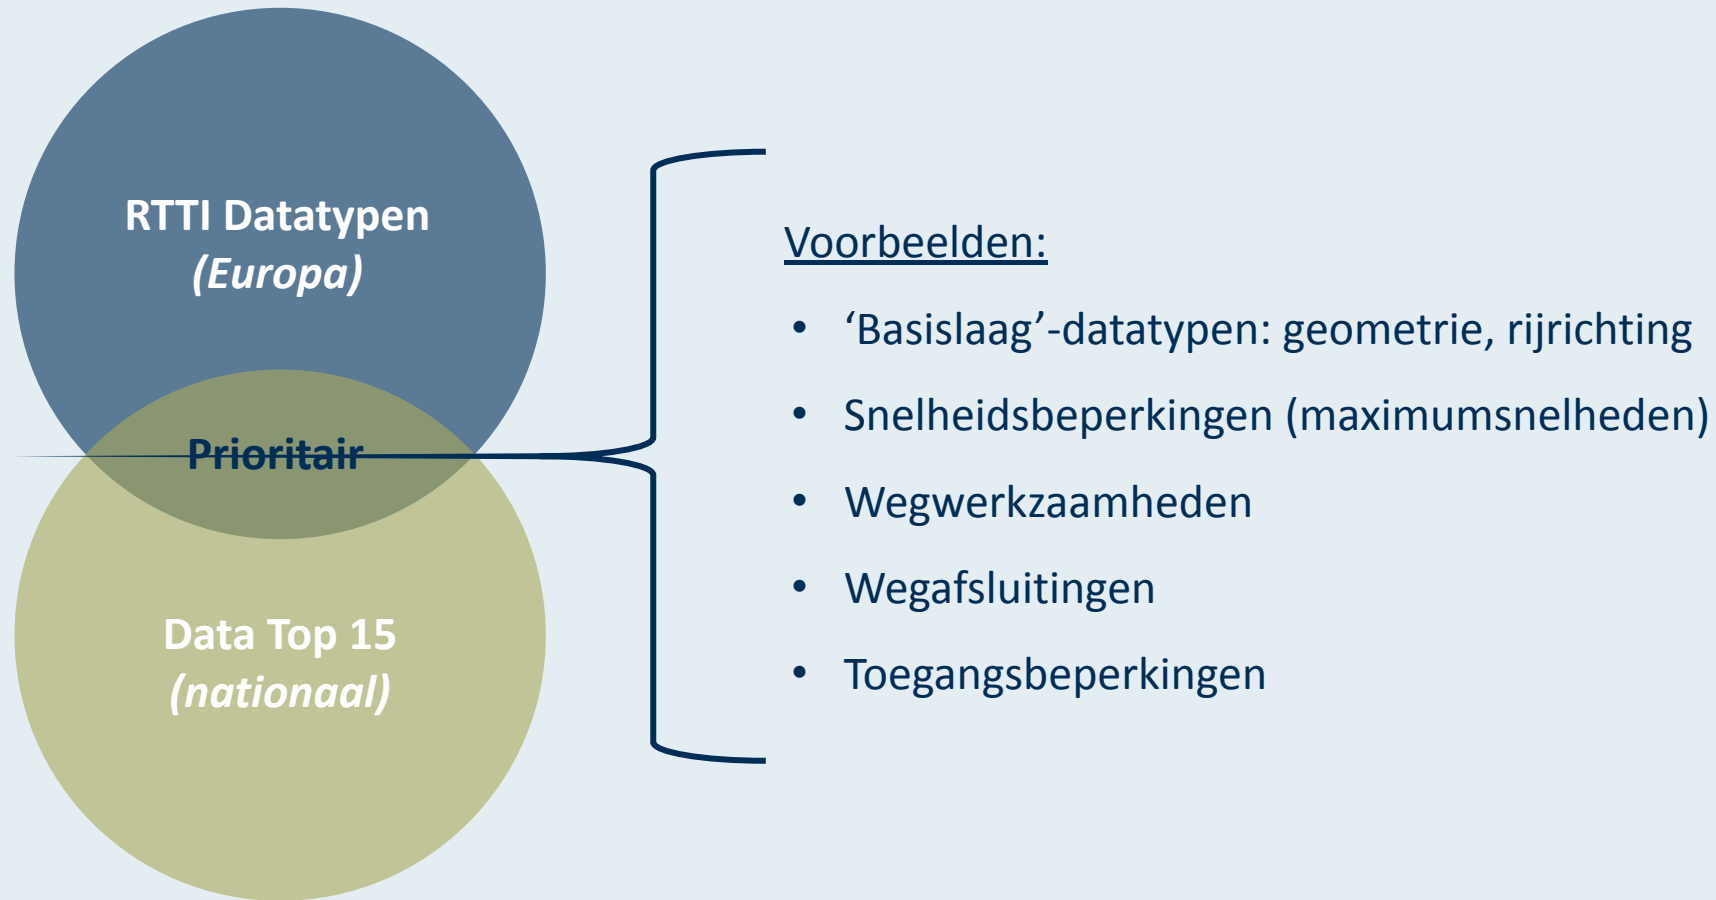 RTTI Datatypen
(Europa)
Prioritair
Data Top 15
(nationaal)
Voorbeelden:
• ‘Basislaag’-datatypen: geometrie, rijrichting
• Snelheidsbeperkingen (maximumsnelheden)
• Wegwerkzaamheden
• Wegafsluitingen
• Toegangsbeperkingen